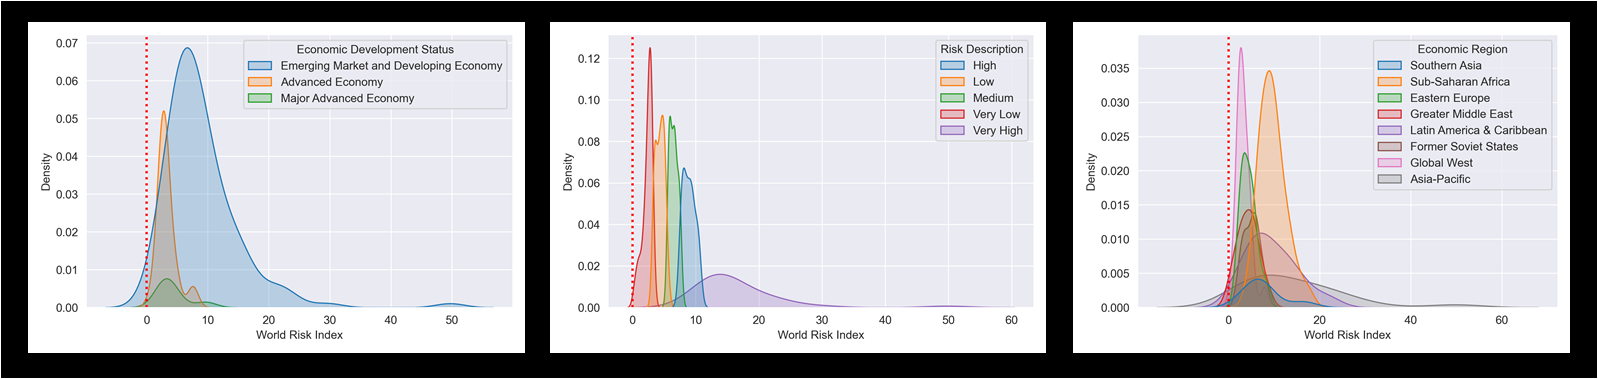 0.07
0.06
0.05
0.04
0.03
0.02
0.01
0.00
Density
0
10
20
30
40
50
World Risk Index
Economic Development Status
Emerging Market and Developing Economy
Advanced Economy
Major Advanced Economy
0.12
0.10
0.08
0.06
0.04
0.02
0.00
Density
0
10
20
30
40
50
60
World Risk Index
Risk Description
High
Low
Medium
Very Low
Very High
0.035
0.030
0.025
0.020
0.015
0.010
0.005
0.000
Density
0
20
40
60
World Risk Index
Economic Region
Southern Asia
Sub-Saharan Africa
Eastern Europe
Greater Middle East
Latin America & Caribbean
Former Soviet States
Global West
Asia-Pacific